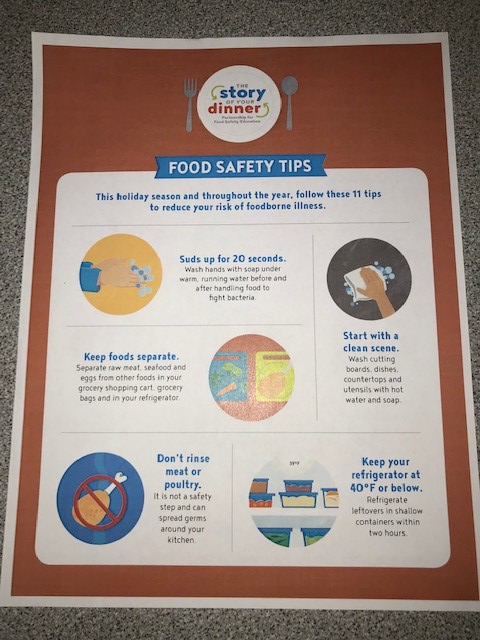 THE
story
OF YOUR
dinner
Partnership for
Food Safety Education
FOOD SAFETY TIPS
This holiday season and throughout the year, follow these 11 tips
to reduce your risk of foodborne illness.
Suds up for 20 seconds.
Wash hands with soap under
warm, running water before and
after handling food to
fight bacteria.
Start with a
clean scene.
Wash cutting
boards, dishes,
countertops and
utensils with hot
water and soap.
Keep foods separate.
Separate raw meat, seafood and
eggs from other foods in your
grocery shopping cart, grocery
bags and in your refrigerator.
Don't rinse
meat or
poultry.
It is not a safety
step and can
spread germs
around your
kitchen.
39°F
Keep your
refrigerator at
40°F or below.
Refrigerate
leftovers in shallow
containers within
two hours.